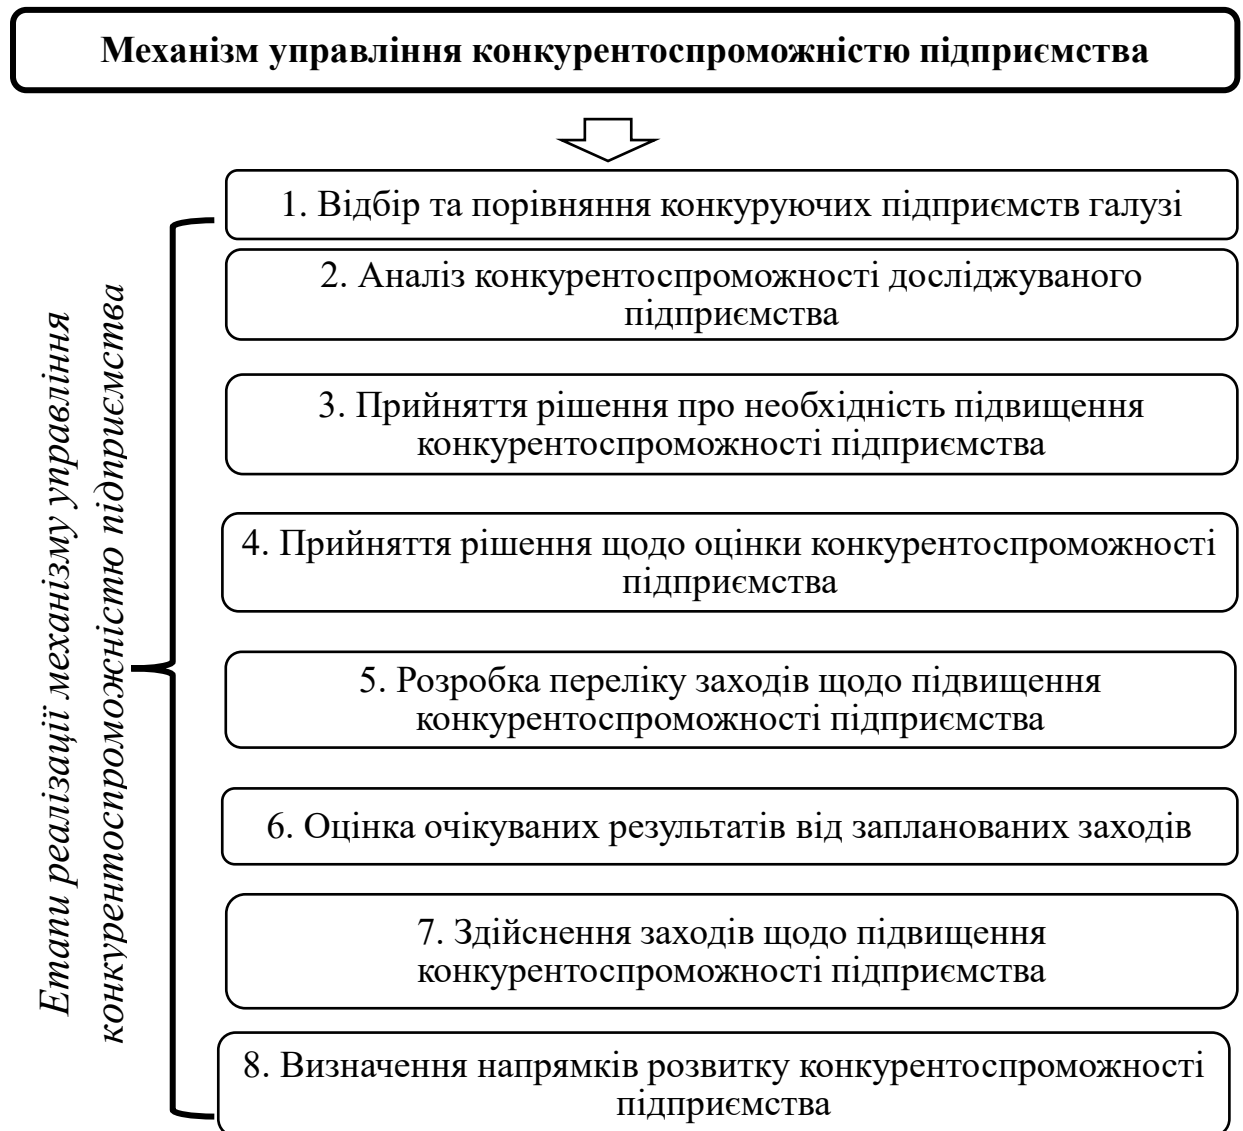 Механізм управління конкурентоспроможністю підприємства
Етапи реалізації механізму управління
конкурентоспроможністю підприємства
1. Відбір та порівняння конкуруючих підприємств галузі
2. Аналіз конкурентоспроможності досліджуваного
підприємства
3. Прийняття рішення про необхідність підвищення
конкурентоспроможності підприємства
4. Прийняття рішення щодо оцінки конкурентоспроможності
підприємства
5. Розробка переліку заходів щодо підвищення
конкурентоспроможності підприємства
6. Оцінка очікуваних результатів від запланованих заходів
7. Здійснення заходів щодо підвищення
конкурентоспроможності підприємства
8. Визначення напрямків розвитку конкурентоспроможності
підприємства